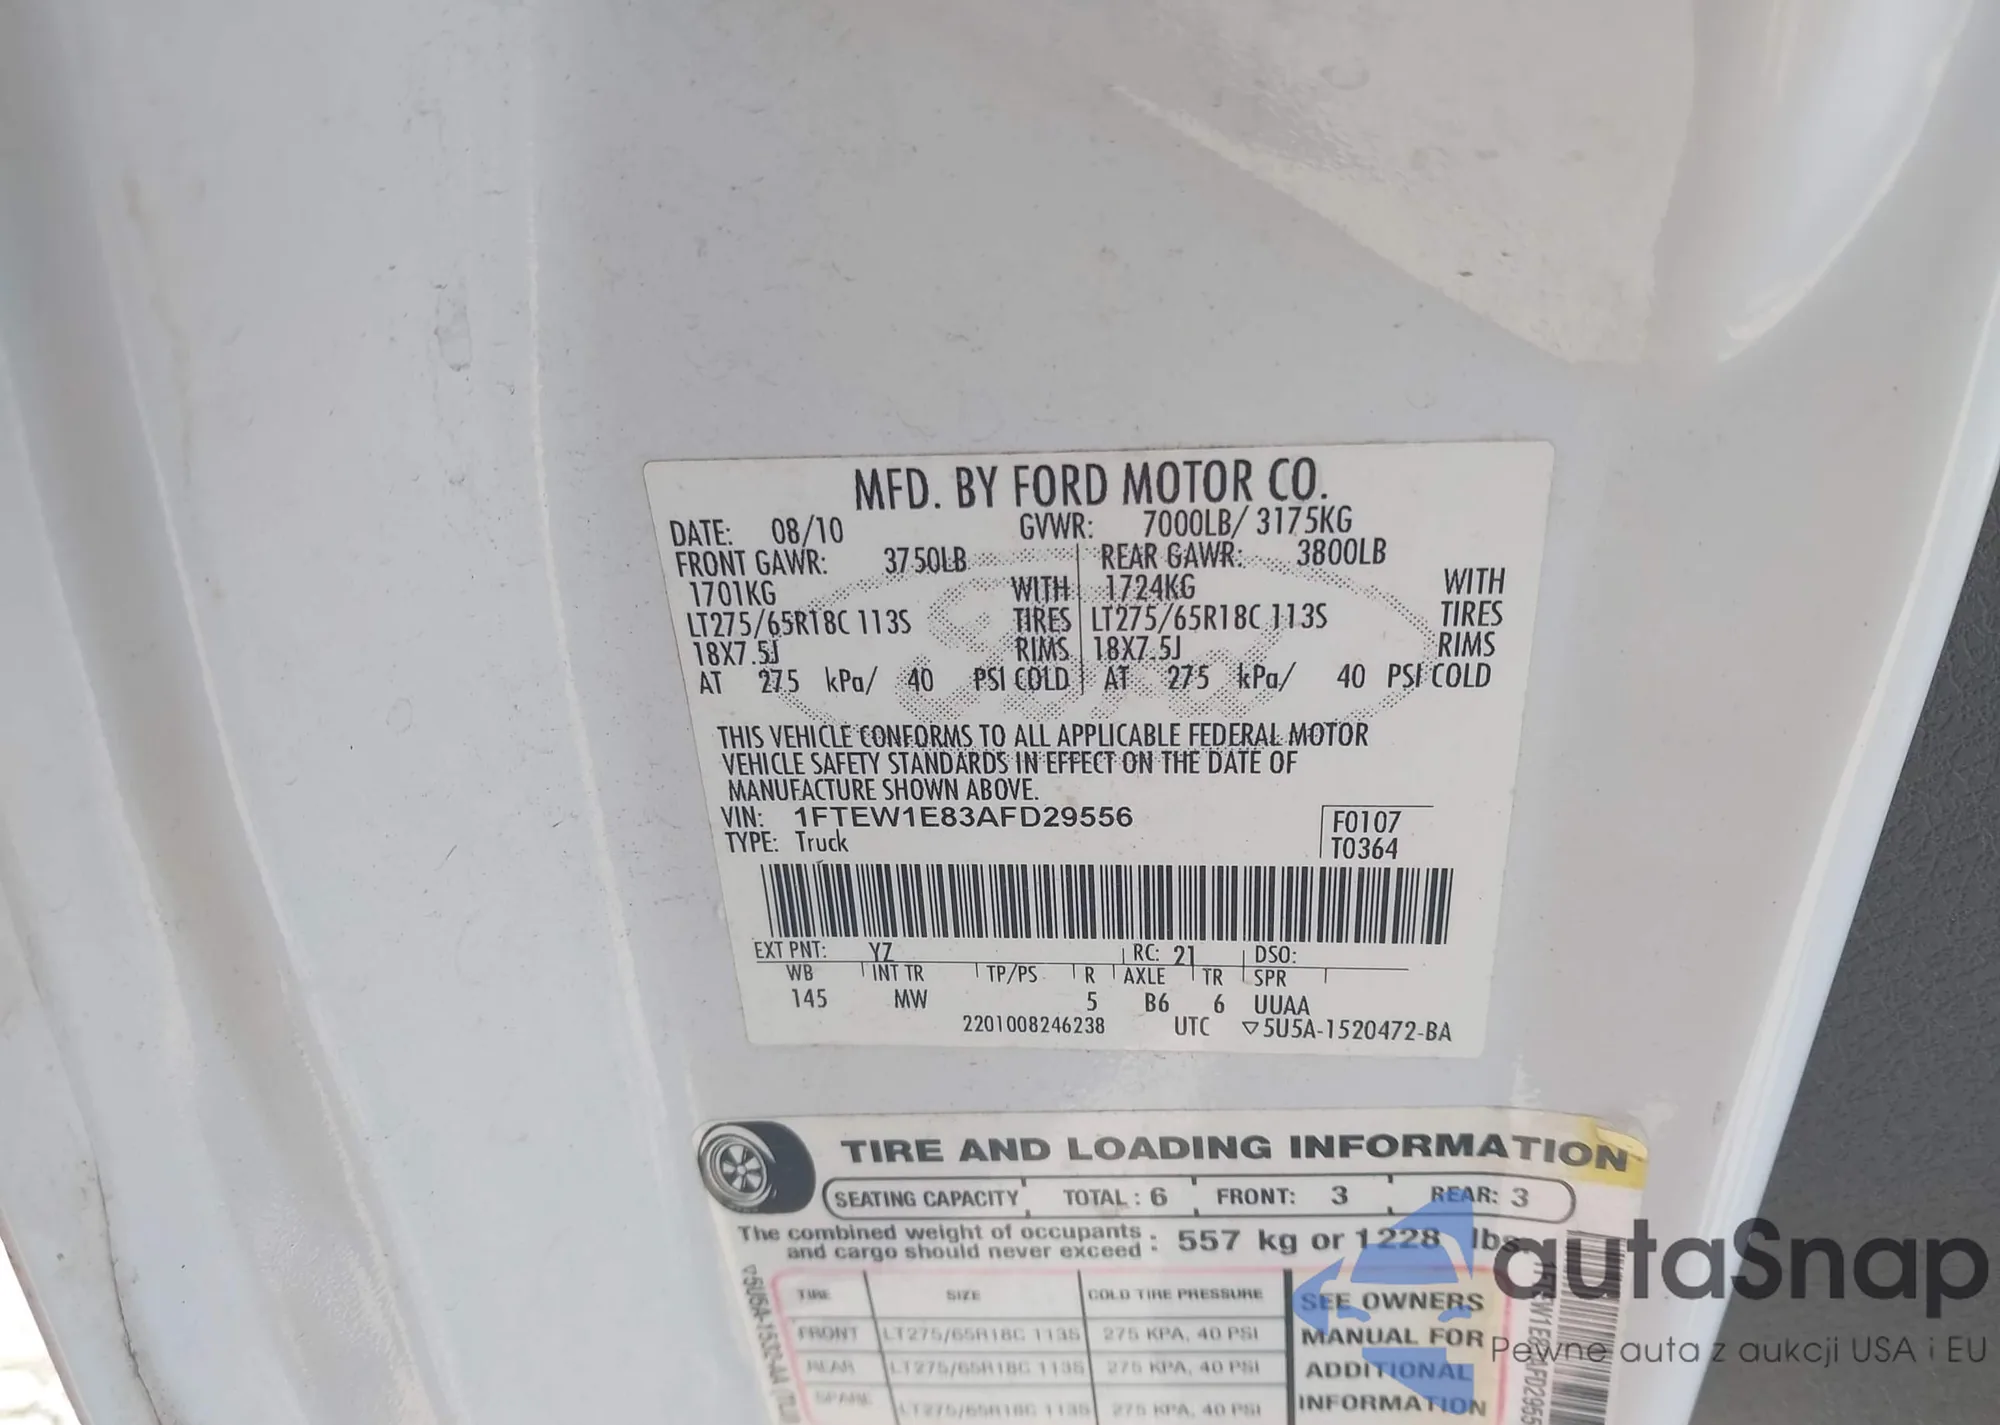 MFD. BY FORD MOTOR CO.
DATE: 08/10 GVWR: 7000LB/ 3175KG
FRONT GAWR: 3750LB REAR GAWR: 3800LB
1701KG WITH 1724KG WITH
LT275/65R18C 113S TIRES LT275/65R18C 113S TIRES
18X7.5J RIMS 18X7.5J RIMS
AT 275 kPa/ 40 PSI COLD AT 275 kPa/ 40 PSI COLD
THIS VEHICLE CONFORMS TO ALL APPLICABLE FEDERAL MOTOR
VEHICLE SAFETY STANDARDS IN EFFECT ON THE DATE OF
MANUFACTURE SHOWN ABOVE.
VIN: 1FTEW1E83AFD29556 F0107
TYPE: Truck T0364
EXT PNT: YZ RC: 21 DSO:
WB INT TR TP/PS R AXLE TR SPR
145 MW 5 B6 6 UUAA
2201008246238 UTC ▽5U5A-1520472-BA
TIRE AND LOADING INFORMATION
SEATING CAPACITY TOTAL: 6 FRONT: 3 REAR: 3
The combined weight of occupants
and cargo should never exceed : 557 kg or 1228 lbs.
TIRE SIZE COLD TIRE PRESSURE SEE OWNERS
FRONT LT275/65R18C 113S 275 KPA, 40 PSI MANUAL FOR
REAR LT275/65R18C 113S 275 KPA, 40 PSI ADDITIONAL
SPARE LT275/65R18C 113S 275 KPA, 40 PSI INFORMATION
autaSnap
Pewne auta z aukcji USA i EU